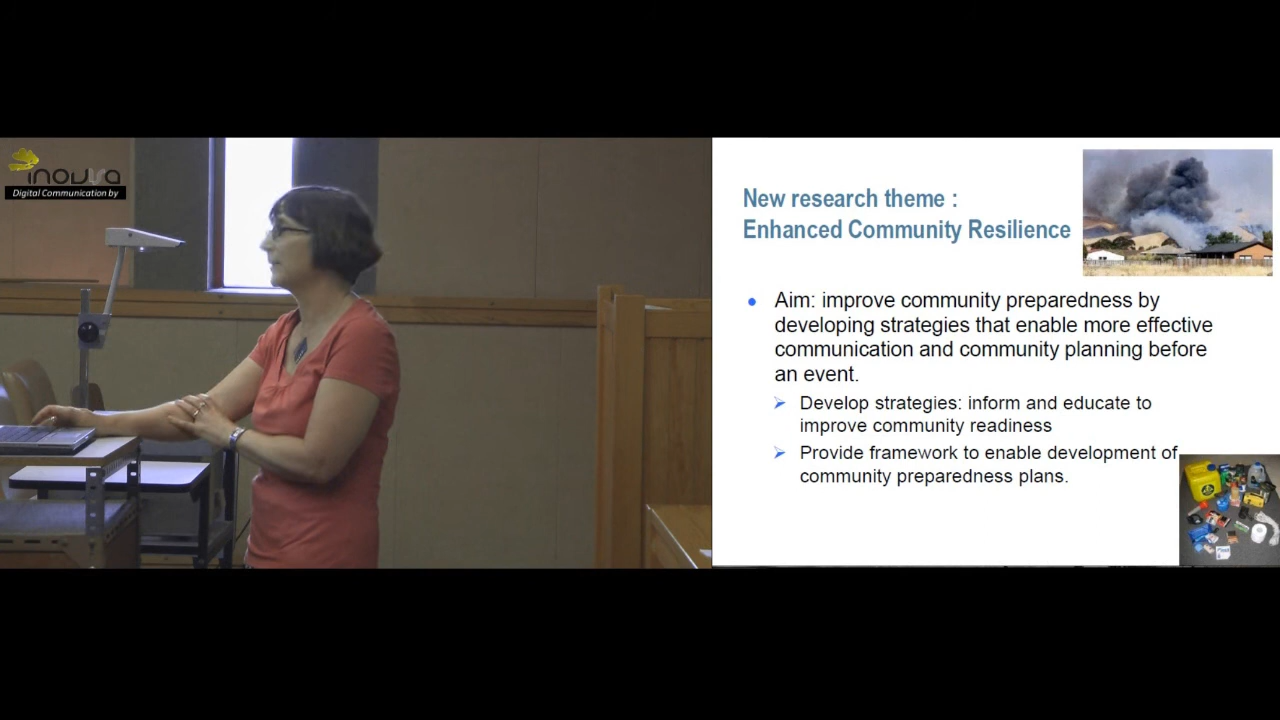 inovra
Digital Communication by
New research theme :
Enhanced Community Resilience
Aim: improve community preparedness by
developing strategies that enable more effective
communication and community planning before
an event.
Develop strategies: inform and educate to
improve community readiness
Provide framework to enable development of
community preparedness plans.